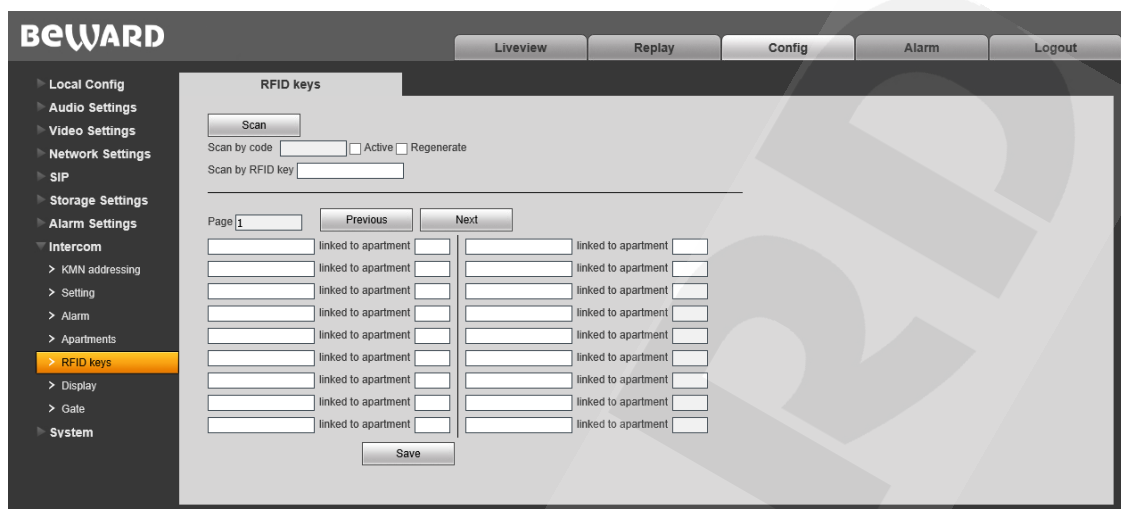 BEWARD
Liveview Replay Config Alarm Logout
Local Config
Audio Settings
Video Settings
Network Settings
SIP
Storage Settings
Alarm Settings
Intercom
> KMN addressing
> Setting
> Alarm
> Apartments
> RFID keys
> Display
> Gate
System
RFID keys
Scan
Scan by code Active Regenerate
Scan by RFID key
Page 1 Previous Next
linked to apartment linked to apartment
linked to apartment linked to apartment
linked to apartment linked to apartment
linked to apartment linked to apartment
linked to apartment linked to apartment
linked to apartment linked to apartment
linked to apartment linked to apartment
linked to apartment linked to apartment
linked to apartment linked to apartment
Save
RD